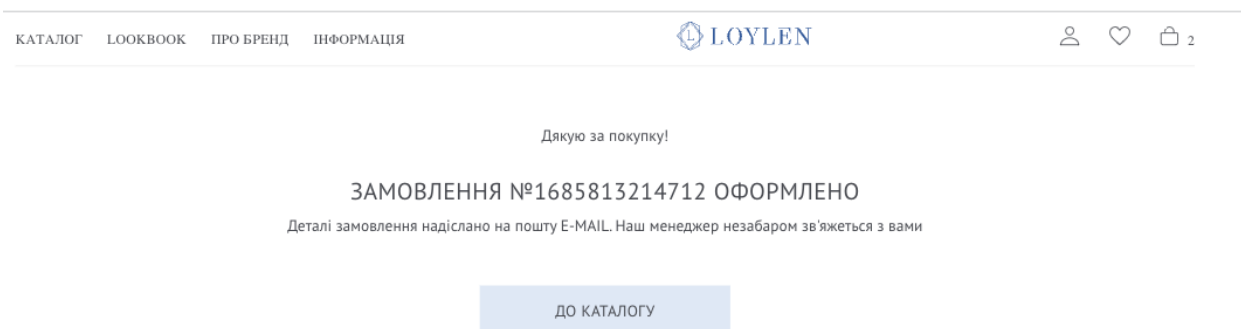 КАТАЛОГ LOOKBOOK ПРО БРЕНД ІНФОРМАЦІЯ L LOYLEN 2
Дякую за покупку!
ЗАМОВЛЕННЯ №1685813214712 ОФОРМЛЕНО
Деталі замовлення надіслано на пошту E-MAIL. Наш менеджер незабаром зв'яжеться з вами
ДО КАТАЛОГУ